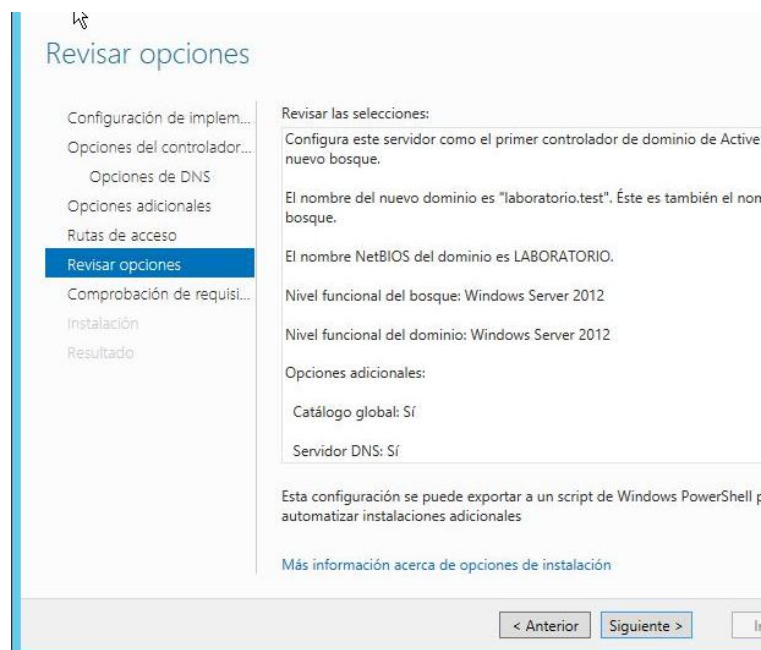 Revisar opciones
Configuración de implem...
Opciones del controlador...
Opciones de DNS
Opciones adicionales
Rutas de acceso
Revisar opciones
Comprobación de requisi...
Instalación
Resultado
Revisar las selecciones:
Configura este servidor como el primer controlador de dominio de Active
nuevo bosque.
El nombre del nuevo dominio es "laboratorio.test". Éste es también el
bosque.
El nombre NetBIOS del dominio es LABORATORIO.
Nivel funcional del bosque: Windows Server 2012
Nivel funcional del dominio: Windows Server 2012
Opciones adicionales:
Catálogo global: Sí
Servidor DNS: Sí
Esta configuración se puede exportar a un script de Windows PowerShell
automatizar instalaciones adicionales
Más información acerca de opciones de instalación
< Anterior
Siguiente >